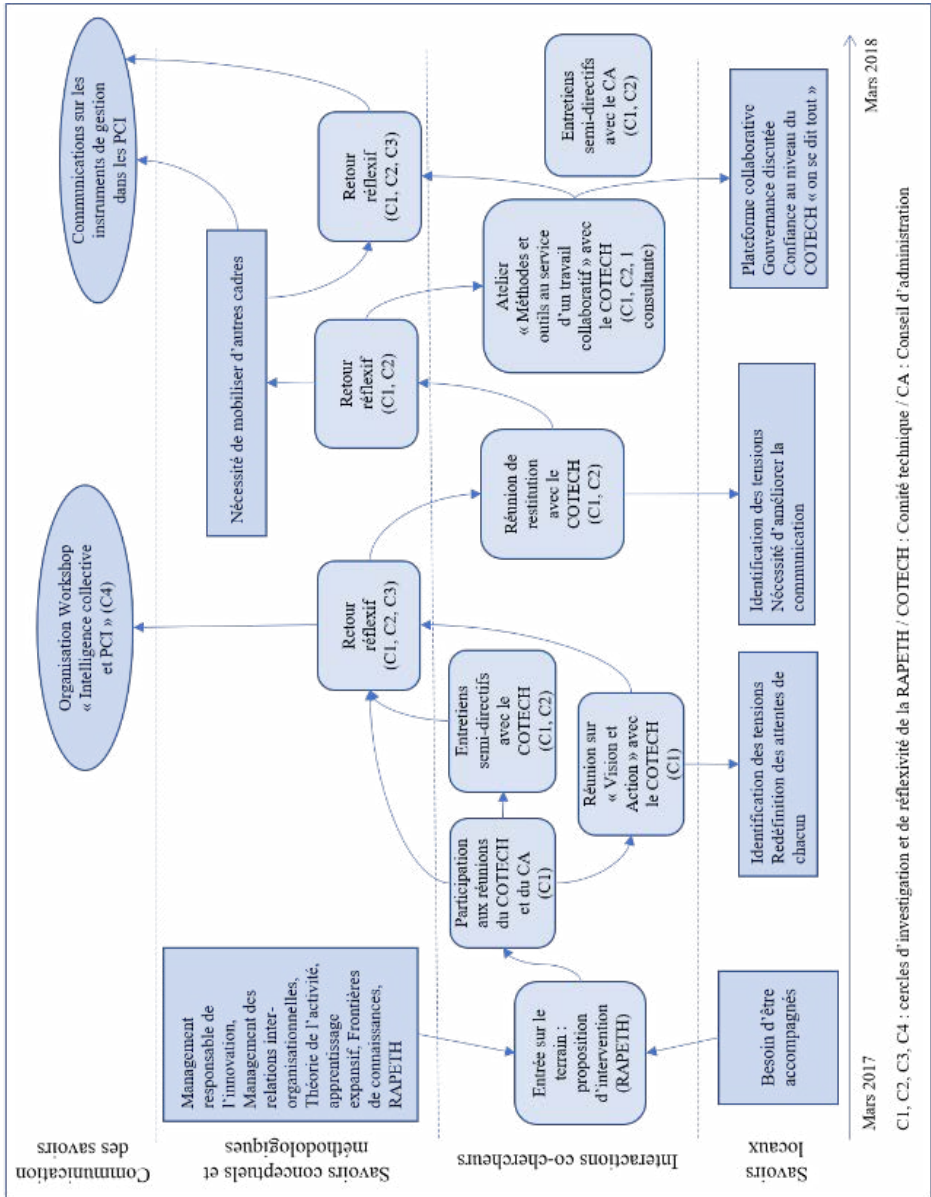 Communication
des savoirs
Organisation Workshop
« Intelligence collective
et PCI » (C4)
Communications sur les
instruments de gestion
dans les PCI
Savoirs conceptuels et
méthodologiques
Management
responsable de
l’innovation,
Management des
relations inter-
organisationnelles,
Théorie de l’activité,
apprentissage
expansif, Frontières
de connaissances,
RAPETH
Retour
réflexif
(C1, C2, C3)
Nécessité de mobiliser d’autres cadres
Retour
réflexif
(C1, C2)
Retour
réflexif
(C1, C2, C3)
Interactions co-chercheurs
Entrée sur le
terrain :
proposition
d’intervention
(RAPETH)
Participation
aux réunions
du COTECH
et du CA
(C1)
Entretiens
semi-directifs
avec le
COTECH
(C1, C2)
Réunion sur
« Vision et
Action » avec
le COTECH
(C1)
Réunion de
restitution
avec le
COTECH
(C1, C2)
Atelier
« Méthodes et
outils au service
d’un travail
collaboratif » avec
le COTECH
(C1, C2, 1
consultante)
Entretiens
semi-directifs
avec le CA
(C1, C2)
Savoirs
locaux
Besoin d’être
accompagnés
Identification des tensions
Redéfinition des attentes de
chacun
Identification des tensions
Nécessité d’améliorer la
communication
Plateforme collaborative
Gouvernance discutée
Confiance au niveau du
COTECH « on se dit tout »
Mars 2017
Mars 2018
C1, C2, C3, C4 : cercles d’investigation et de réflexivité de la RAPETH / COTECH : Comité technique / CA : Conseil d’administration